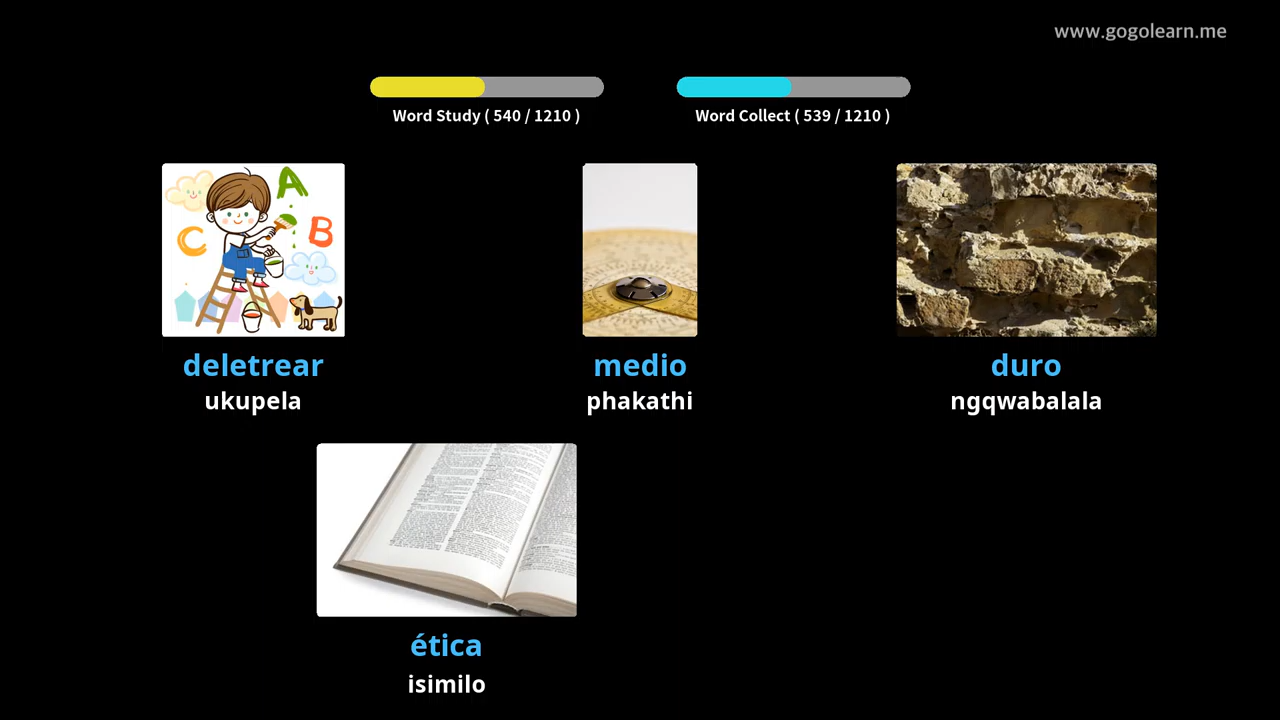 www.gogolearn.me
Word Study ( 540 / 1210 )
Word Collect ( 539 / 1210 )
A
B
C
deletrear
ukupela
medio
phakathi
duro
ngqwabalala
ética
isimilo